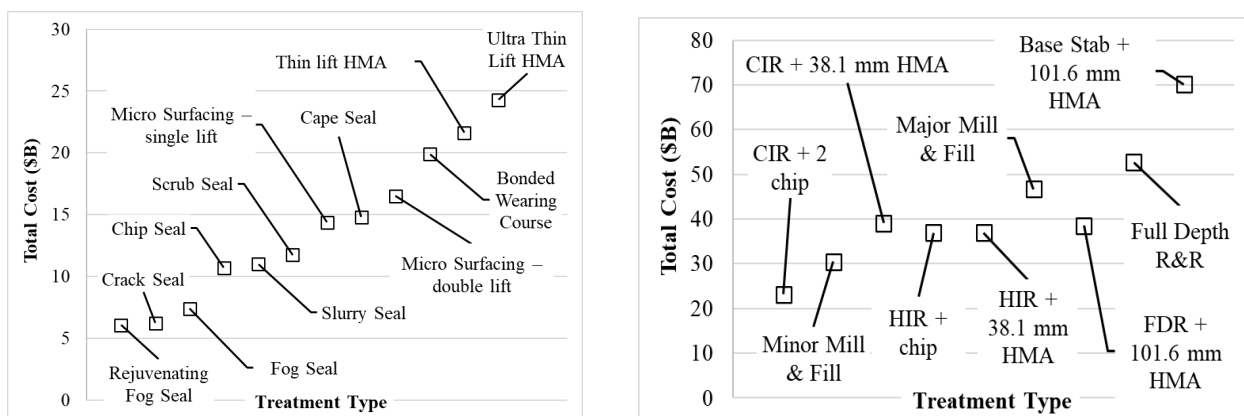 30
25
20
15
10
5
0
Total Cost ($B)
Ultra Thin
Lift HMA
Thin lift HMA
Micro Surfacing –
single lift
Cape Seal
Scrub Seal
Bonded
Wearing
Course
Chip Seal
Micro Surfacing –
double lift
Crack Seal
Slurry Seal
Fog Seal
Rejuvenating
Fog Seal
Treatment Type
80
70
60
50
40
30
20
10
0
Total Cost ($B)
Base Stab +
101.6 mm
HMA
CIR + 38.1 mm HMA
Major Mill
& Fill
CIR + 2
chip
Full Depth
R&R
HIR +
chip
HIR +
38.1 mm
HMA
Minor Mill
& Fill
FDR +
101.6 mm
HMA
Treatment Type